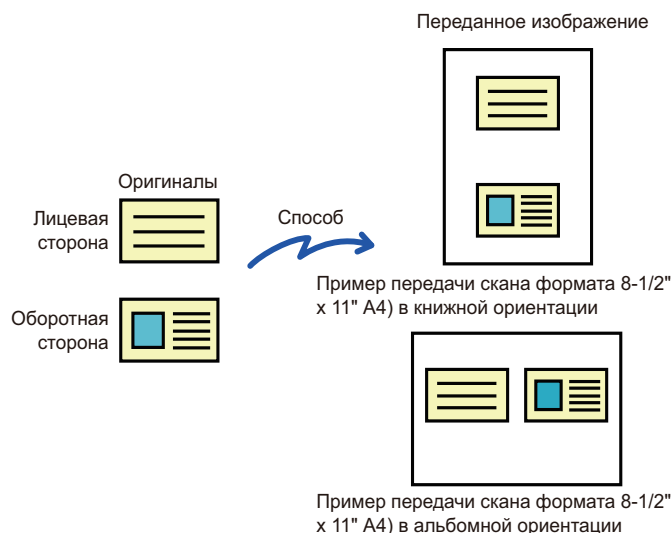 Переданное изображение
Оригиналы
Лицевая
сторона
Способ
Оборотная
сторона
Пример передачи скана формата 8-1/2"
x 11" A4) в книжной ориентации
Пример передачи скана формата 8-1/2"
x 11" A4) в альбомной ориентации